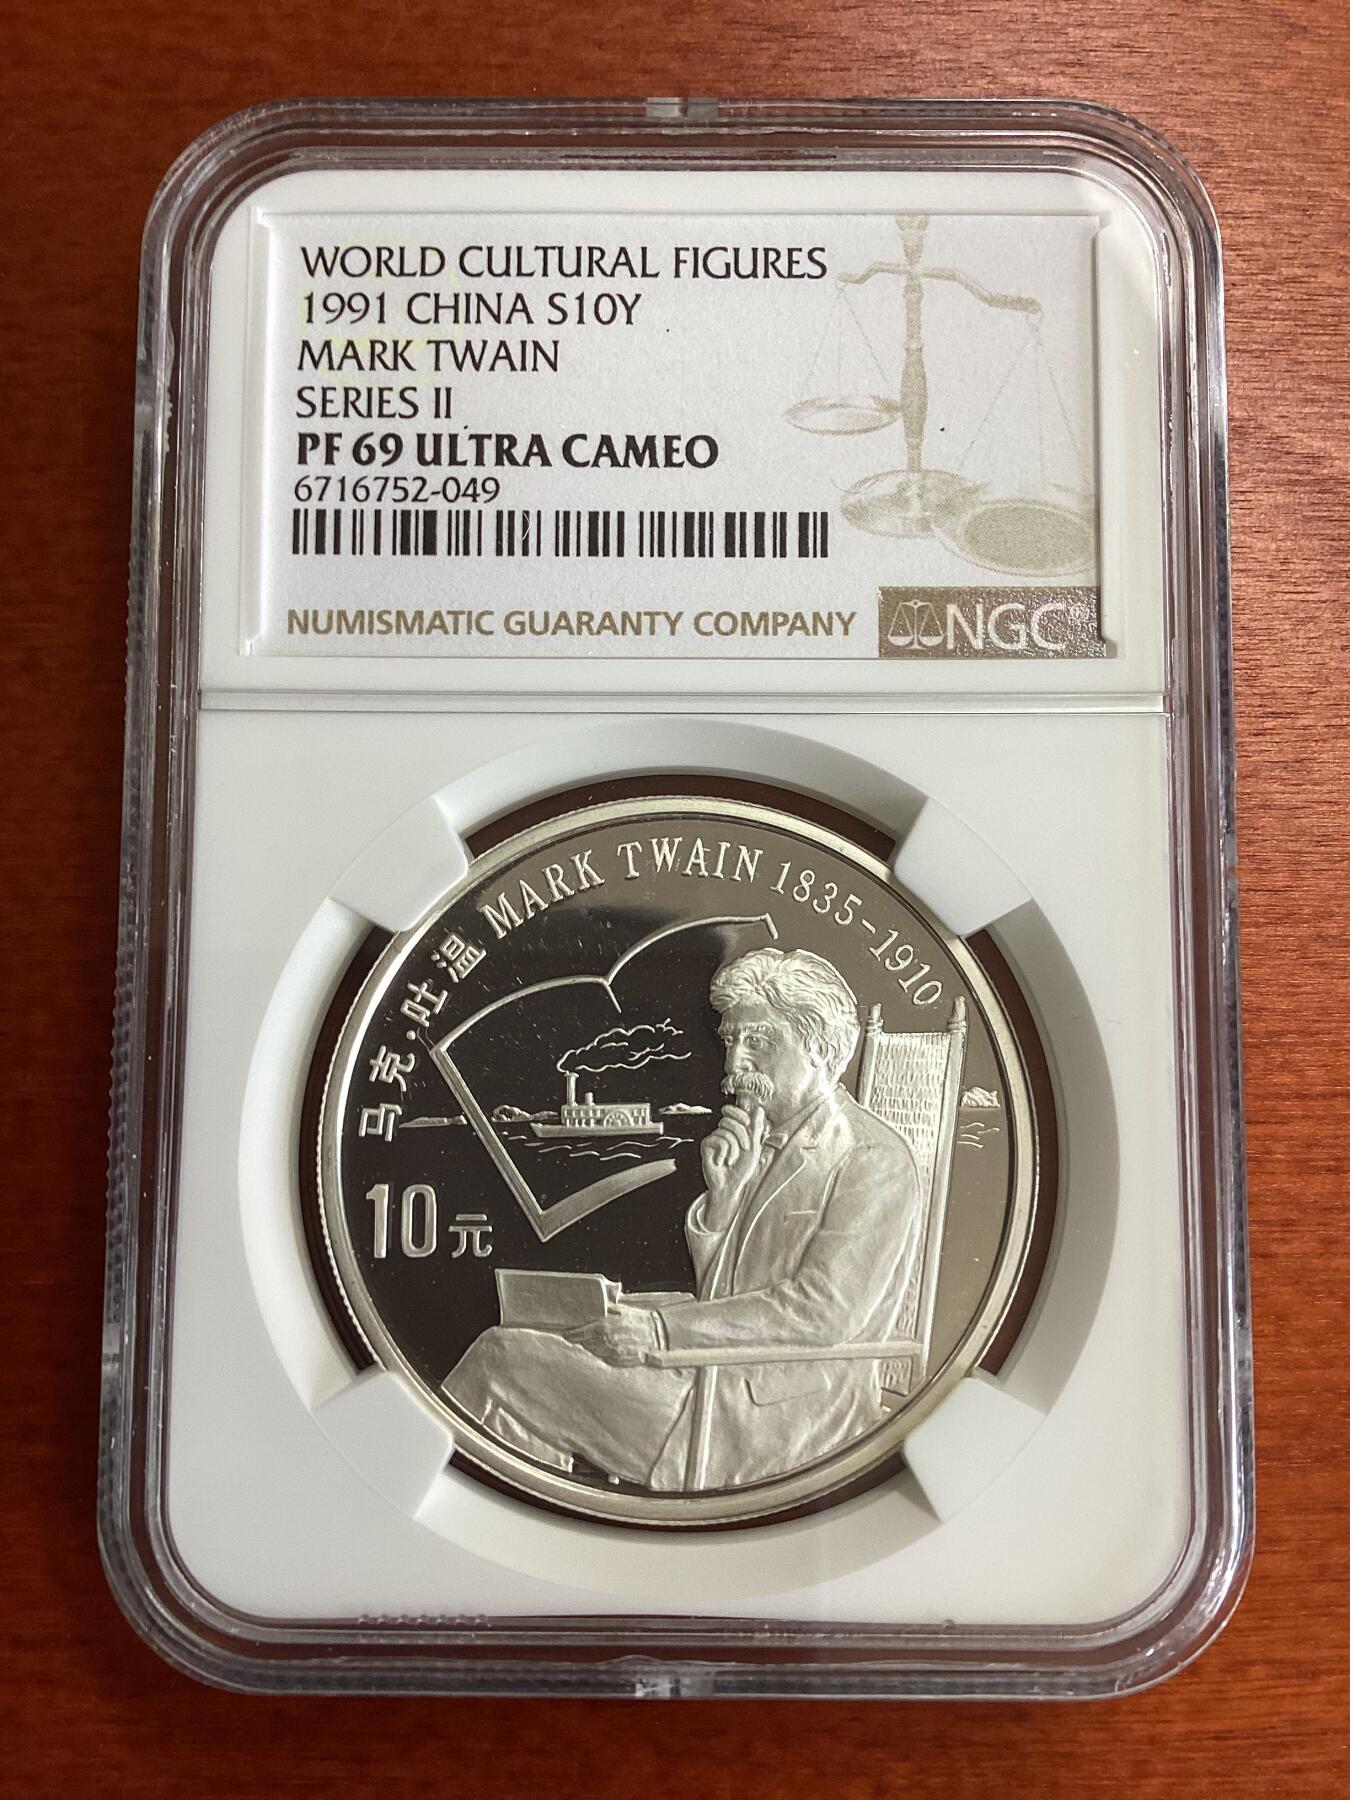 WORLD CULTURAL FIGURES
1991 CHINA S10Y
MARK TWAIN
SERIES II
PF 69 ULTRA CAMEO
6716752-049
NUMISMATIC GUARANTY COMPANY
NGC
马克·吐温 MARK TWAIN 1835-1910
10元